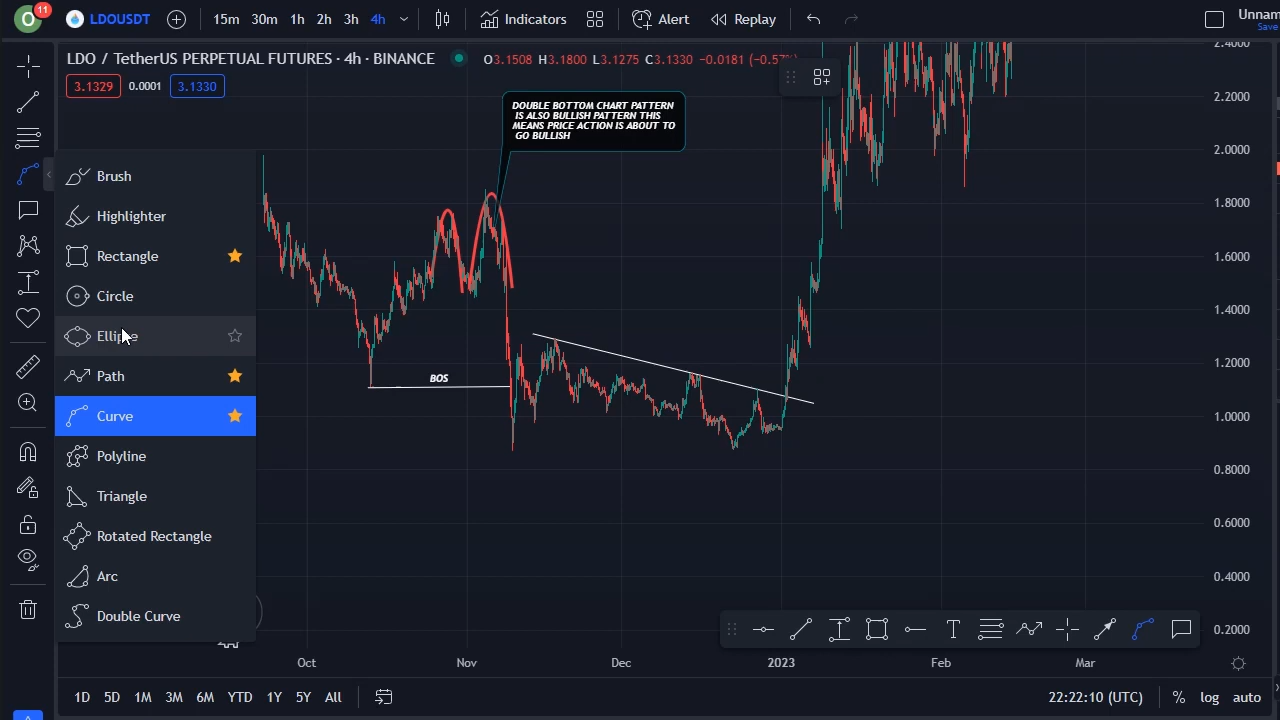 O 11 LDOUSDT 15m 30m 1h 2h 3h 4h Indicators Alert Replay Unnam
Save
LDO / TetherUS PERPETUAL FUTURES · 4h · BINANCE O3.1508 H3.1800 L3.1275 C3.1330 −0.0181 (−0.57%)
3.1329 0.0001 3.1330
DOUBLE BOTTOM CHART PATTERN
IS ALSO BULLISH PATTERN THIS
MEANS PRICE ACTION IS ABOUT TO
GO BULLISH
Brush
Highlighter
Rectangle
Circle
Ellipse
Path
Curve
Polyline
Triangle
Rotated Rectangle
Arc
Double Curve
BOS
2.4000
2.2000
2.0000
1.8000
1.6000
1.4000
1.2000
1.0000
0.8000
0.6000
0.4000
0.2000
T
Oct Nov Dec 2023 Feb Mar
1D 5D 1M 3M 6M YTD 1Y 5Y All 22:22:10 (UTC) % log auto